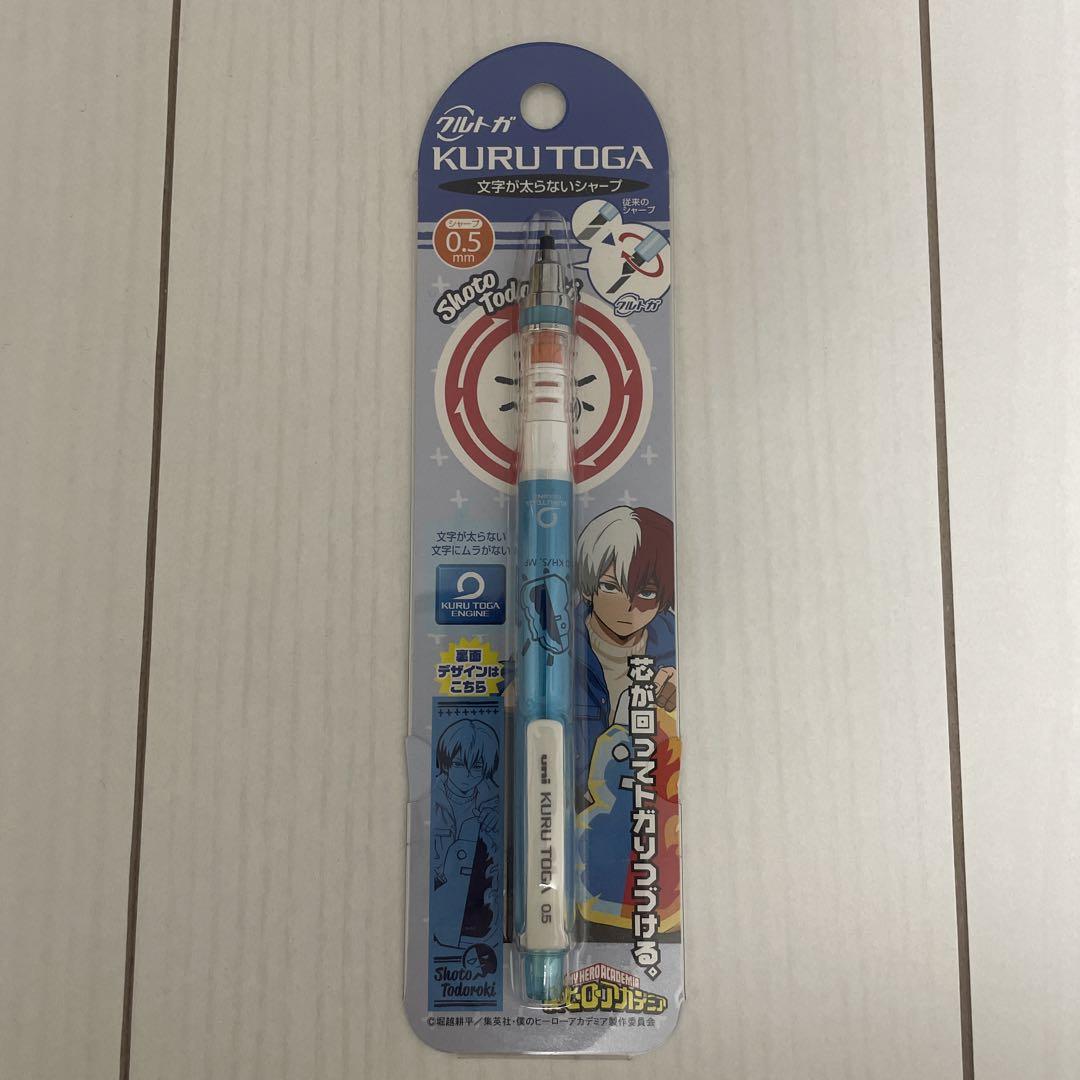 クルトガ
KURU TOGA
文字が太らないシャープ
シャープ
0.5
mm
従来の
シャープ
クルトガ
Shoto
文字が太らない
文字にムラがない
KURU TOGA
ENGINE
裏面
デザインは
こちら
芯が回ってトガりつづける。
uni KURU TOGA 0.5
Shoto
Todoroki
MY HERO ACADEMIA
ヒーローアカデミア
©堀越耕平／集英社・僕のヒーローアカデミア製作委員会